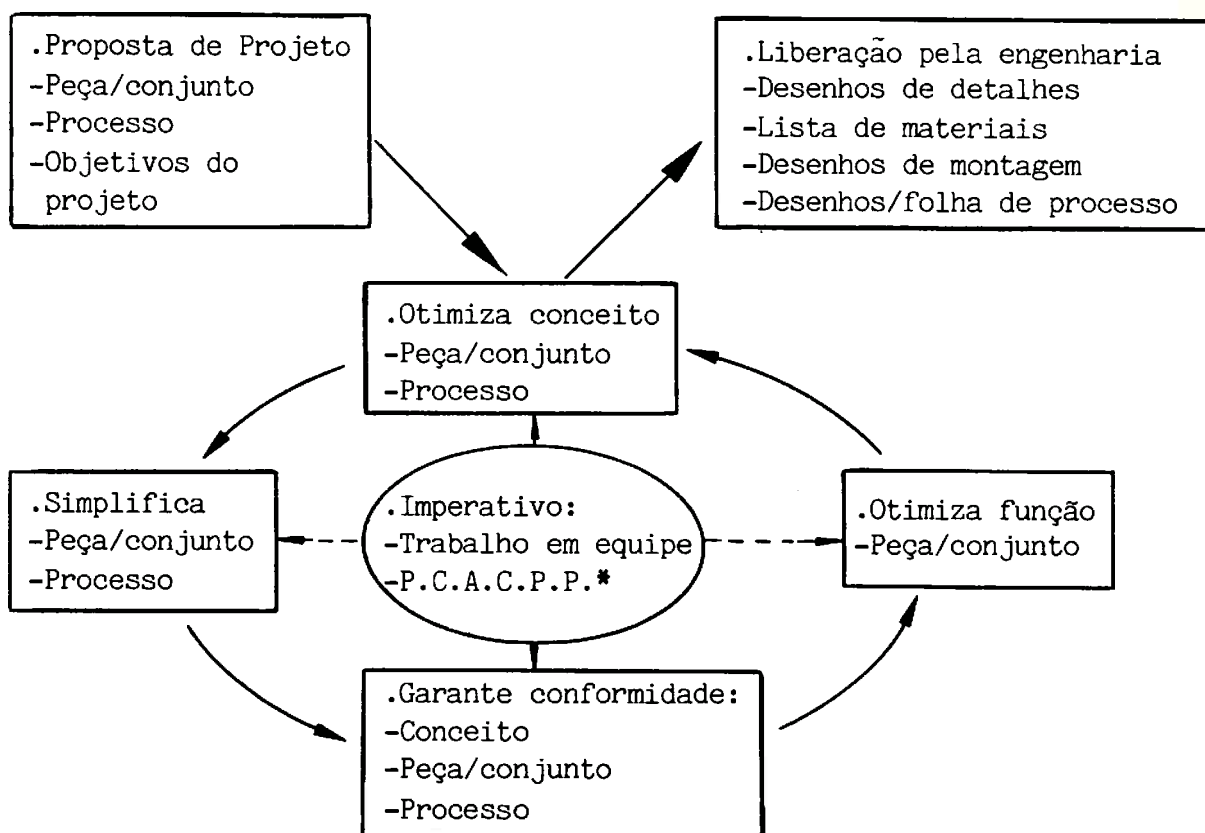 .Proposta de Projeto
-Peça/conjunto
-Processo
-Objetivos do
projeto
.Liberação pela engenharia
-Desenhos de detalhes
-Lista de materiais
-Desenhos de montagem
-Desenhos/folha de processo
.Otimiza conceito
-Peça/conjunto
-Processo
.Simplifica
-Peça/conjunto
-Processo
.Imperativo:
-Trabalho em equipe
-P.C.A.C.P.P.*
.Otimiza função
-Peça/conjunto
.Garante conformidade:
-Conceito
-Peça/conjunto
-Processo